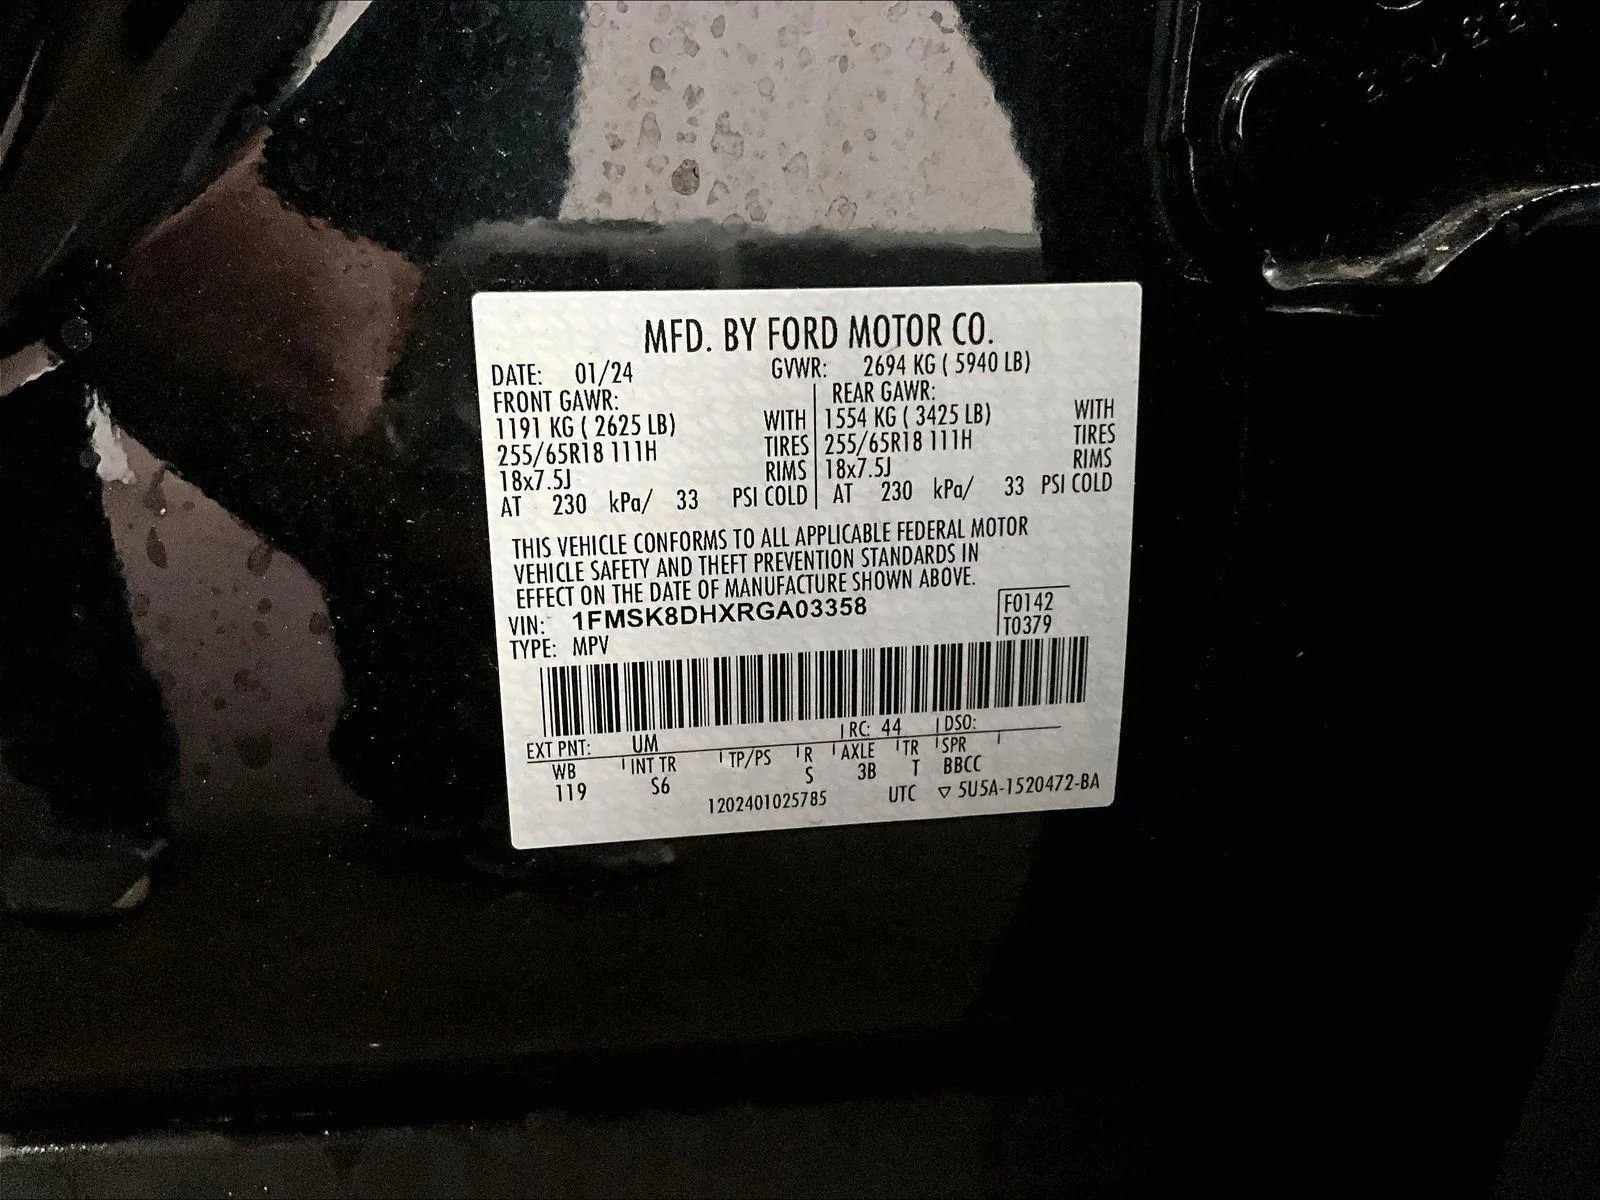 MFD. BY FORD MOTOR CO.
DATE: 01/24 GVWR: 2694 KG ( 5940 LB)
FRONT GAWR: REAR GAWR:
1191 KG ( 2625 LB) WITH 1554 KG ( 3425 LB) WITH
255/65R18 111H TIRES 255/65R18 111H TIRES
18x7.5J RIMS 18x7.5J RIMS
AT 230 kPa/ 33 PSI COLD AT 230 kPa/ 33 PSI COLD
THIS VEHICLE CONFORMS TO ALL APPLICABLE FEDERAL MOTOR
VEHICLE SAFETY AND THEFT PREVENTION STANDARDS IN
EFFECT ON THE DATE OF MANUFACTURE SHOWN ABOVE.
VIN: 1FMSK8DHXRGA03358 F0142
TYPE: MPV T0379
EXT PNT: UM RC: 44 DSO:
WB INT TR TP/PS R AXLE TR SPR
119 S6 S 3B T BBCC
1202401025785 UTC ▽ 5U5A-1520472-BA